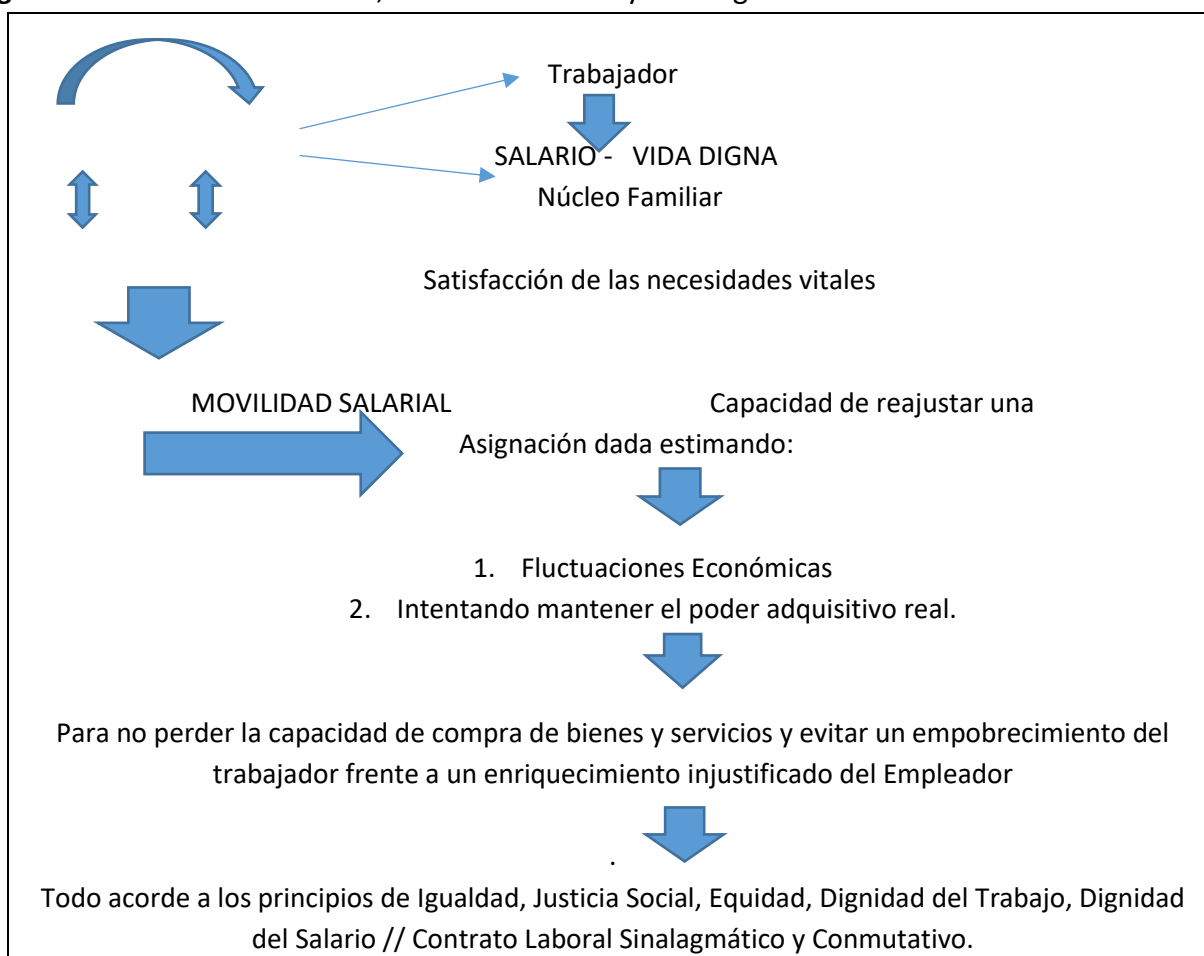 Trabajador
SALARIO - VIDA DIGNA
Núcleo Familiar
Satisfacción de las necesidades vitales
MOVILIDAD SALARIAL Capacidad de reajustar una
Asignación dada estimando:
1. Fluctuaciones Económicas
2. Intentando mantener el poder adquisitivo real.
Para no perder la capacidad de compra de bienes y servicios y evitar un empobrecimiento del
trabajador frente a un enriquecimiento injustificado del Empleador
.
Todo acorde a los principios de Igualdad, Justicia Social, Equidad, Dignidad del Trabajo, Dignidad
del Salario // Contrato Laboral Sinalagmático y Conmutativo.